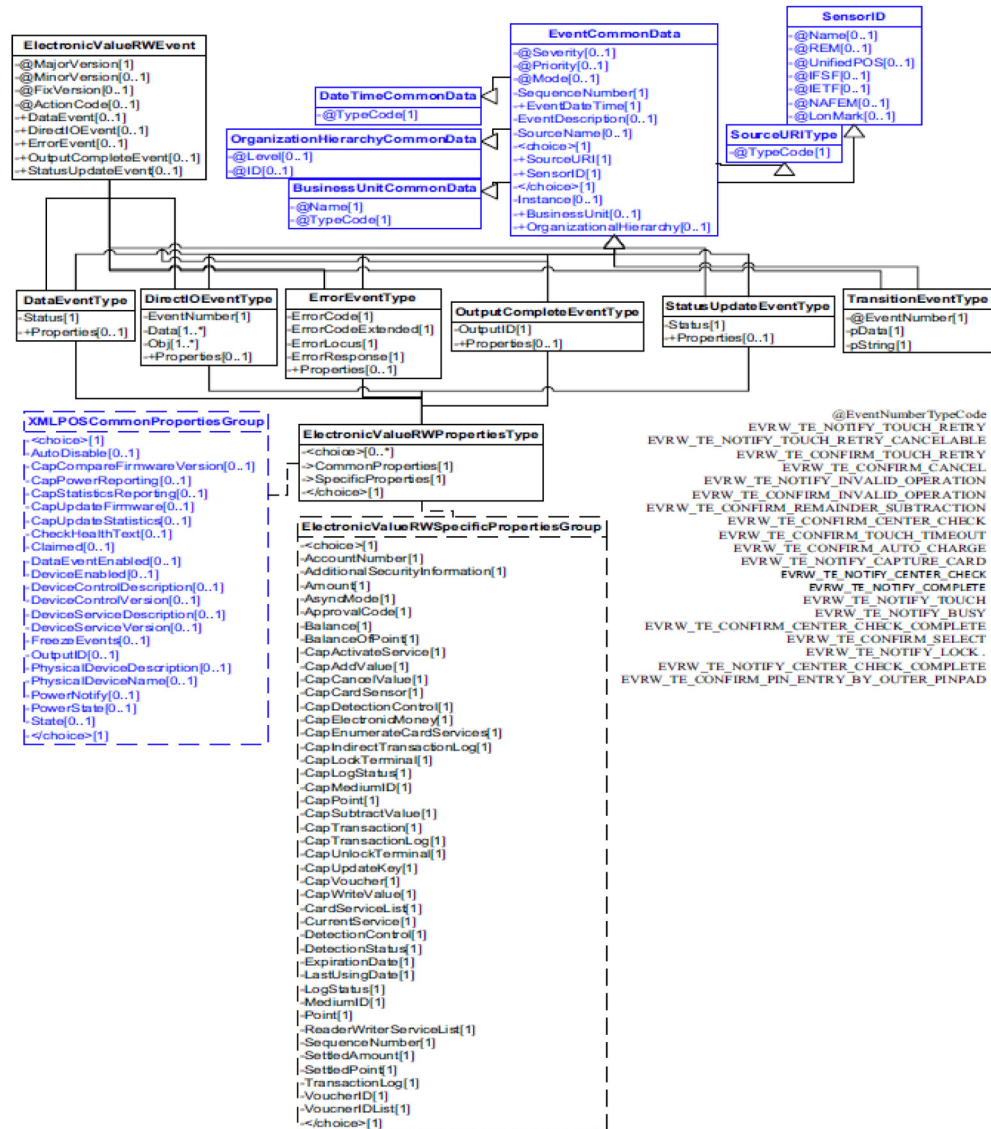 ElectronicValueRWEvent
-@MajorVersion[1]
-@MinorVersion[1]
-@FixVersion[0..1]
-@ActionCode[0..1]
-+DataEvent[0..1]
-+DirectIOEvent[0..1]
-+ErrorEvent[0..1]
-+OutputCompleteEvent[0..1]
-+StatusUpdateEvent[0..1]
DateTimeCommonData
-@TypeCode[1]
OrganizationHierarchyCommonData
-@Level[0..1]
-@ID[0..1]
BusinessUnitCommonData
-@Name[1]
-@TypeCode[1]
EventCommonData
-@Severity[0..1]
-@Priority[0..1]
-@Mode[0..1]
-SequenceNumber[1]
-+EventDateTime[1]
-EventDescription[0..1]
-SourceName[0..1]
-<choice>[1]
-+SourceURI[1]
-+SensorID[1]
-</choice>[1]
-Instance[0..1]
-+BusinessUnit[0..1]
-+OrganizationalHierarchy[0..1]
SensorID
-@Name[0..1]
-@REM[0..1]
-@UnifiedPOS[0..1]
-@IFSF[0..1]
-@IETF[0..1]
-@NAFEM[0..1]
-@LonMark[0..1]
SourceURIType
-@TypeCode[1]
DataEventType
-Status[1]
-+Properties[0..1]
DirectIOEventType
-EventNumber[1]
-Data[1..*]
-Obj[1..*]
-+Properties[0..1]
ErrorEventType
-ErrorCode[1]
-ErrorCodeExtended[1]
-ErrorLocus[1]
-ErrorResponse[1]
-+Properties[0..1]
OutputCompleteEventType
-OutputID[1]
-+Properties[0..1]
StatusUpdateEventType
-Status[1]
-+Properties[0..1]
TransitionEventType
-@EventNumber[1]
-pData[1]
-pString[1]
XMLPOSCommonPropertiesGroup
-<choice>[1]
-AutoDisable[0..1]
-CapCompareFirmwareVersion[0..1]
-CapPowerReporting[0..1]
-CapStatisticsReporting[0..1]
-CapUpdateFirmware[0..1]
-CapUpdateStatistics[0..1]
-CheckHealthText[0..1]
-Claimed[0..1]
-DataEventEnabled[0..1]
-DeviceEnabled[0..1]
-DeviceControlDescription[0..1]
-DeviceControlVersion[0..1]
-DeviceServiceDescription[0..1]
-DeviceServiceVersion[0..1]
-FreezeEvents[0..1]
-OutputID[0..1]
-PhysicalDeviceDescription[0..1]
-PhysicalDeviceName[0..1]
-PowerNotify[0..1]
-PowerState[0..1]
-State[0..1]
-</choice>[1]
ElectronicValueRWPropertiesType
-<choice>[0..*]
->CommonProperties[1]
->SpecificProperties[1]
-</choice>[1]
ElectronicValueRWSpecificPropertiesGroup
-<choice>[1]
-AccountNumber[1]
-AdditionalSecurityInformation[1]
-Amount[1]
-AsyndMode[1]
-ApprovalCode[1]
-Balance[1]
-BalanceOfPoint[1]
-CapActivateService[1]
-CapAddValue[1]
-CapCancelValue[1]
-CapCardSensor[1]
-CapDetectionControl[1]
-CapElectronicMoney[1]
-CapEnumerateCardServices[1]
-CapIndirectTransactionLog[1]
-CapLockTerminal[1]
-CapLogStatus[1]
-CapMediumID[1]
-CapPoint[1]
-CapSubtractValue[1]
-CapTransaction[1]
-CapTransactionLog[1]
-CapUnlockTerminal[1]
-CapUpdateKey[1]
-CapVoucher[1]
-CapWriteValue[1]
-CardServiceList[1]
-CurrentService[1]
-DetectionControl[1]
-DetectionStatus[1]
-ExpirationDate[1]
-LastUsingDate[1]
-LogStatus[1]
-MediumID[1]
-Point[1]
-ReaderWriterServiceList[1]
-SequenceNumber[1]
-SettledAmount[1]
-SettledPoint[1]
-TransactionLog[1]
-VoucherID[1]
-VoucnerIDList[1]
-</choice>[1]
@EventNumberTypeCode
EVRW_TE_NOTIFY_TOUCH_RETRY
EVRW_TE_NOTIFY_TOUCH_RETRY_CANCELABLE
EVRW_TE_CONFIRM_TOUCH_RETRY
EVRW_TE_CONFIRM_CANCEL
EVRW_TE_NOTIFY_INVALID_OPERATION
EVRW_TE_CONFIRM_INVALID_OPERATION
EVRW_TE_CONFIRM_REMAINDER_SUBTRACTION
EVRW_TE_CONFIRM_CENTER_CHECK
EVRW_TE_CONFIRM_TOUCH_TIMEOUT
EVRW_TE_CONFIRM_AUTO_CHARGE
EVRW_TE_NOTIFY_CAPTURE_CARD
EVRW_TE_NOTIFY_CENTER_CHECK
EVRW_TE_NOTIFY_COMPLETE
EVRW_TE_NOTIFY_TOUCH
EVRW_TE_NOTIFY_BUSY
EVRW_TE_CONFIRM_CENTER_CHECK_COMPLETE
EVRW_TE_CONFIRM_SELECT
EVRW_TE_NOTIFY_LOCK .
EVRW_TE_NOTIFY_CENTER_CHECK_COMPLETE
EVRW_TE_CONFIRM_PIN_ENTRY_BY_OUTER_PINPAD